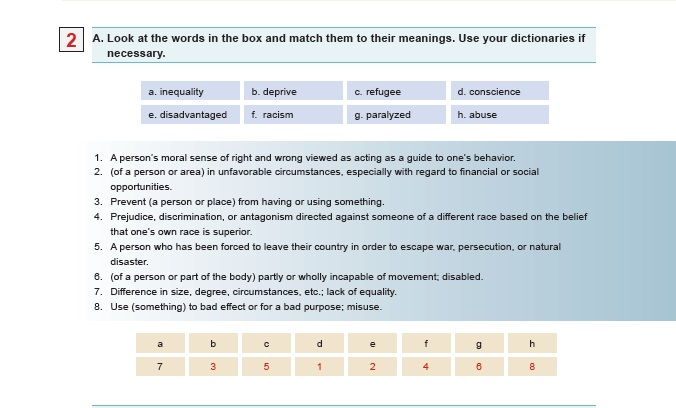 2 A. Look at the words in the box and match them to their meanings. Use your dictionaries if
necessary.
a. inequality b. deprive c. refugee d. conscience
e. disadvantaged f. racism g. paralyzed h. abuse
1. A person's moral sense of right and wrong viewed as acting as a guide to one's behavior.
2. (of a person or area) in unfavorable circumstances, especially with regard to financial or social
opportunities.
3. Prevent (a person or place) from having or using something.
4. Prejudice, discrimination, or antagonism directed against someone of a different race based on the belief
that one's own race is superior.
5. A person who has been forced to leave their country in order to escape war, persecution, or natural
disaster.
6. (of a person or part of the body) partly or wholly incapable of movement; disabled.
7. Difference in size, degree, circumstances, etc.; lack of equality.
8. Use (something) to bad effect or for a bad purpose; misuse.
a b c d e f g h
7 3 5 1 2 4 6 8